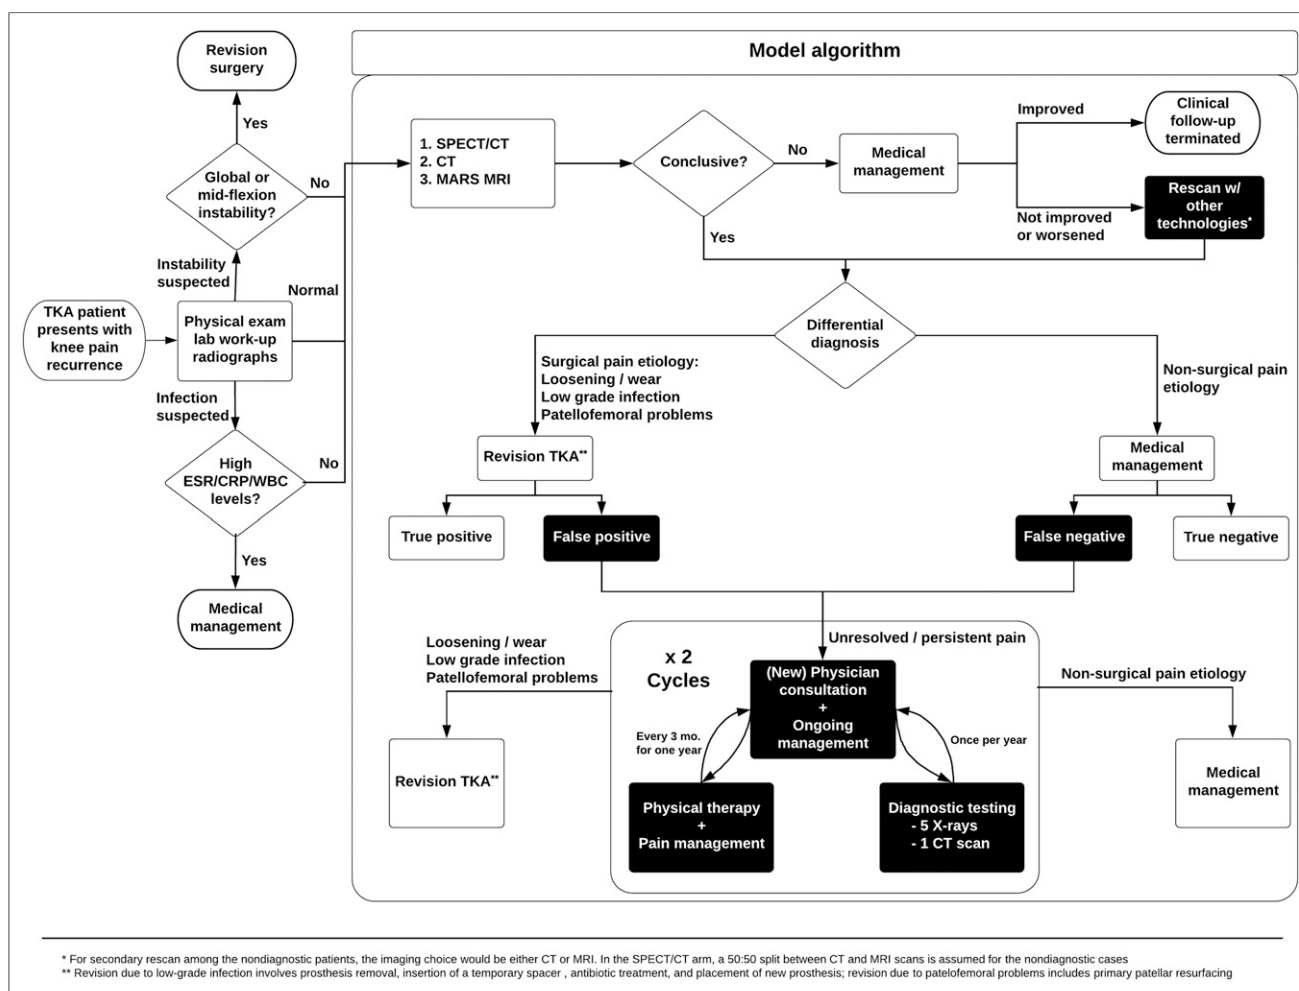 Model algorithm
Revision
surgery
Yes
Global or
mid-flexion
instability?
No
Instability
suspected
TKA patient
presents with
knee pain
recurrence
Physical exam
lab work-up
radiographs
Normal
Infection
suspected
High
ESR/CRP/WBC
levels?
No
Yes
Medical
management
1. SPECT/CT
2. CT
3. MARS MRI
Conclusive?
No
Medical
management
Improved
Clinical
follow-up
terminated
Not improved
or worsened
Rescan w/
other
technologies*
Yes
Differential
diagnosis
Surgical pain etiology:
Loosening / wear
Low grade infection
Patellofemoral problems
Non-surgical pain
etiology
Revision TKA**
Medical
management
True positive
False positive
False negative
True negative
Unresolved / persistent pain
Loosening / wear
Low grade infection
Patellofemoral problems
x 2
Cycles
(New) Physician
consultation
+
Ongoing
management
Non-surgical pain etiology
Every 3 mo.
for one year
Once per year
Revision TKA**
Physical therapy
+
Pain management
Diagnostic testing
- 5 X-rays
- 1 CT scan
Medical
management
* For secondary rescan among the nondiagnostic patients, the imaging choice would be either CT or MRI. In the SPECT/CT arm, a 50:50 split between CT and MRI scans is assumed for the nondiagnostic cases
** Revision due to low-grade infection involves prosthesis removal, insertion of a temporary spacer , antibiotic treatment, and placement of new prosthesis; revision due to patelofemoral problems includes primary patellar resurfacing